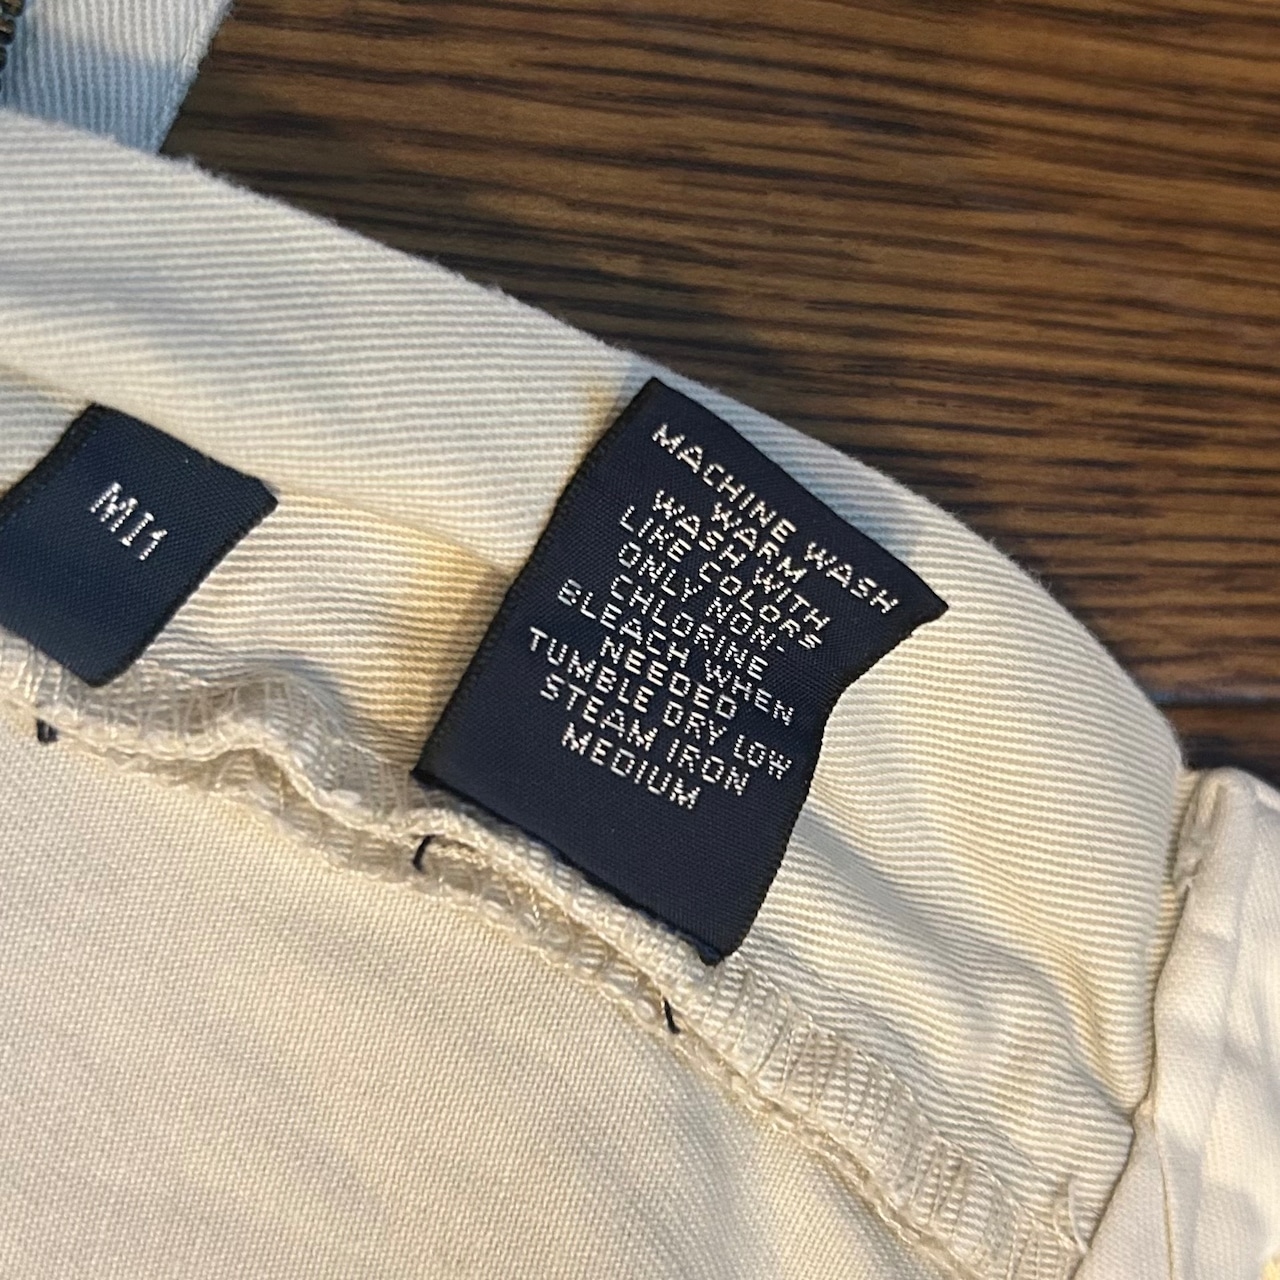 MI1
MACHINE WASH
WARM
WASH WITH
LIKE COLORS
ONLY NON-
CHLORINE
BLEACH WHEN
NEEDED
TUMBLE DRY LOW
STEAM IRON
MEDIUM